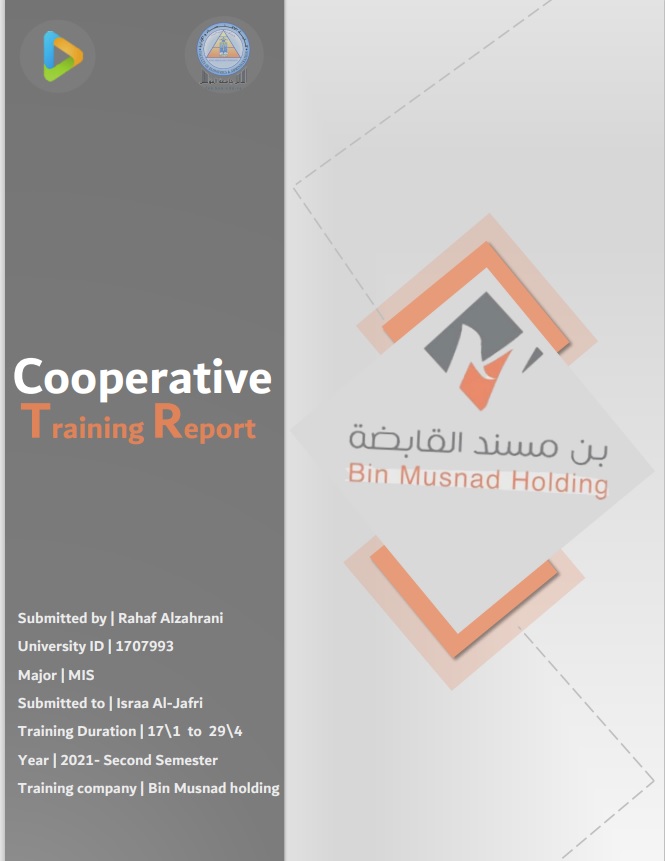 Cooperative
Training Report
بن مسند القابضة
Bin Musnad Holding
Submitted by | Rahaf Alzahrani
University ID | 1707993
Major | MIS
Submitted to | Israa Al-Jafri
Training Duration | 17\1 to 29\4
Year | 2021- Second Semester
Training company | Bin Musnad holding